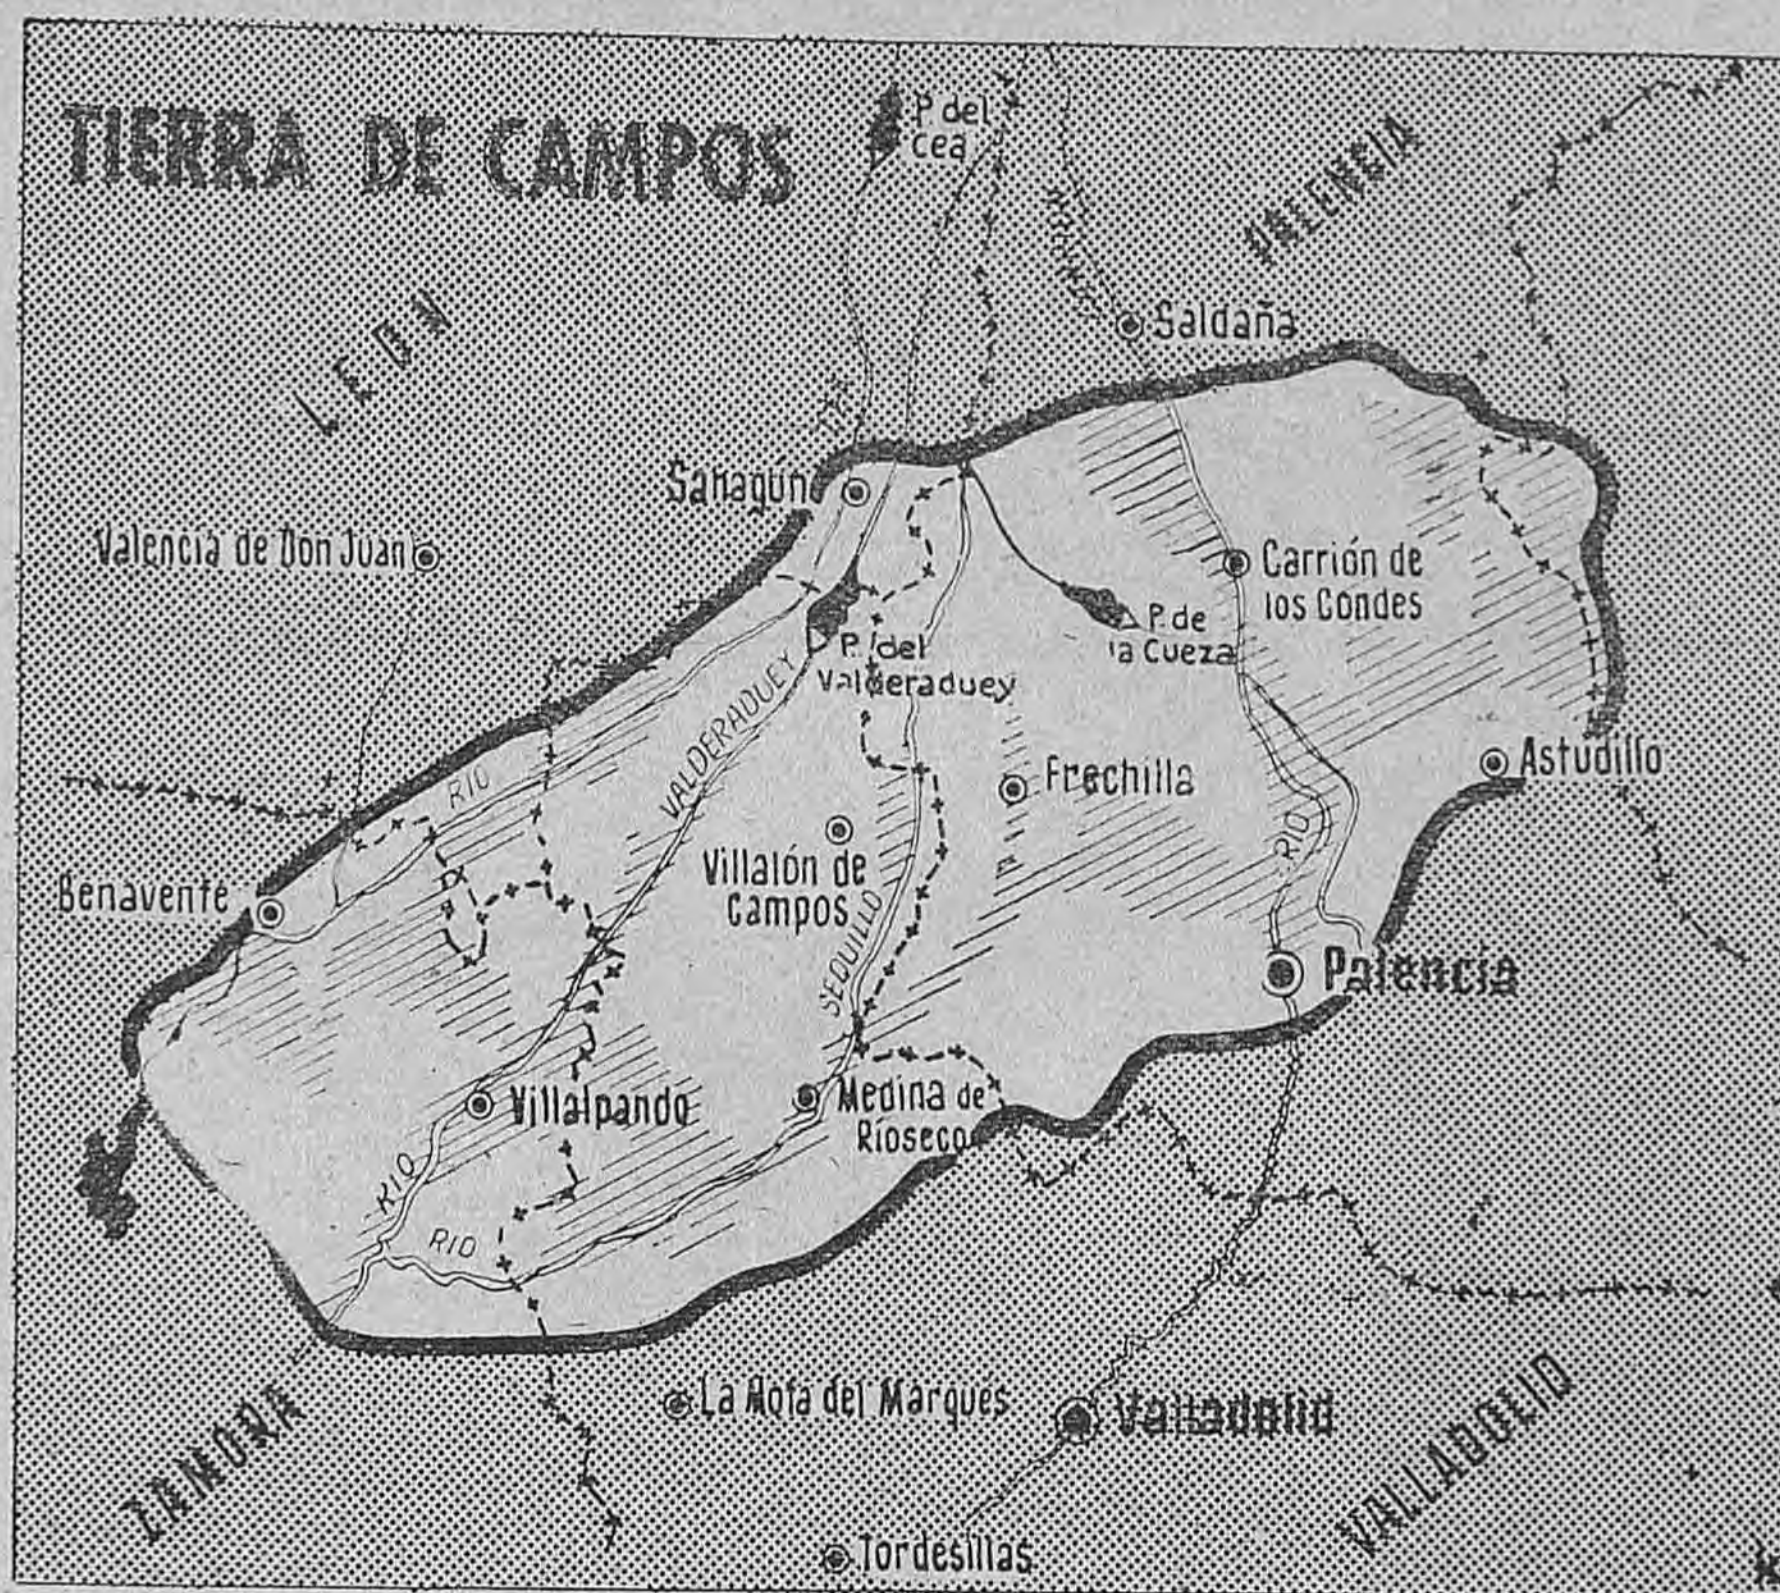 TIERRA DE CAMPOS
P. del
Cea
PALENCIA
LEON
Saldaña
Sahagún
Valencia de Don Juan
Carrión de
los Condes
P. de
la Cueza
P. del
Valderaduey
RIO
VALDERADUEY
Frechilla
Astudillo
Villalón de
Campos
RIO
Benavente
SEQUILLO
Palencia
Villalpando
Medina de
Rioseco
RIO
RIO
La Mota del Marqués
Valladolid
ZAMORA
VALLADOLID
Tordesillas